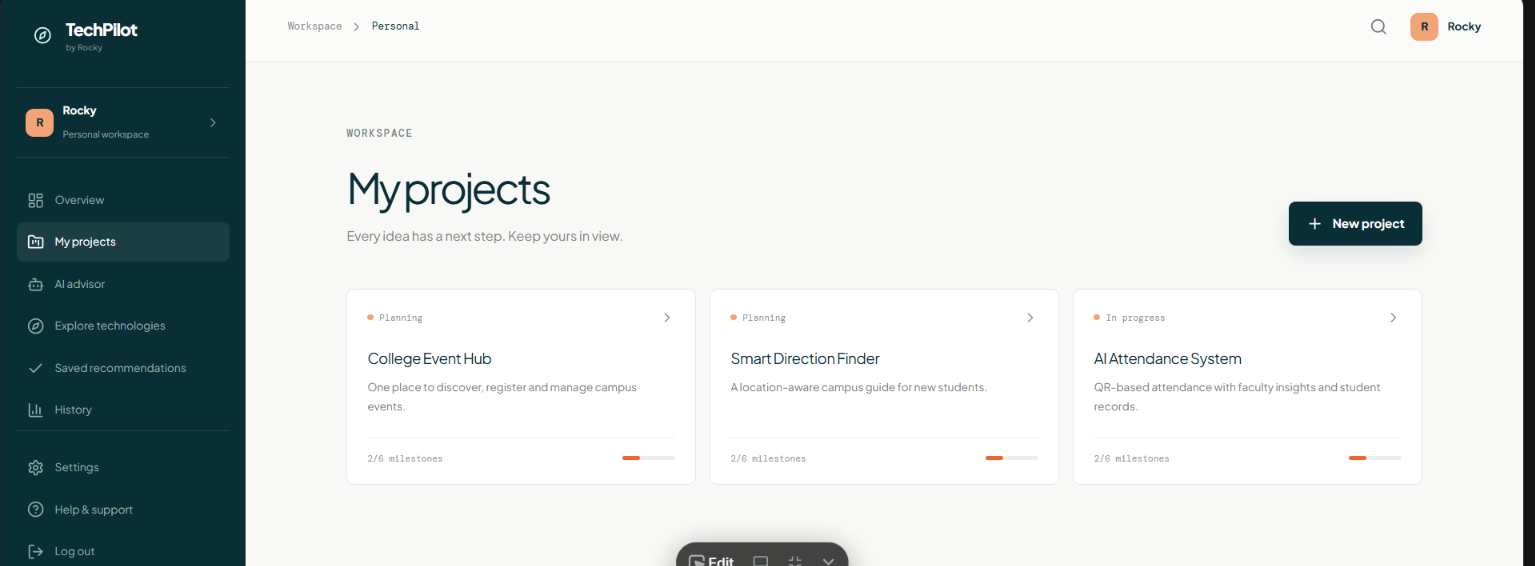 TechPilot
by Rocky
R
Rocky
Personal workspace
Overview
My projects
AI advisor
Explore technologies
Saved recommendations
History
Settings
Help & support
Log out
Workspace
Personal
R
Rocky
WORKSPACE
My projects
Every idea has a next step. Keep yours in view.
New project
Planning
College Event Hub
One place to discover, register and manage campus
events.
2/6 milestones
Planning
Smart Direction Finder
A location-aware campus guide for new students.
2/6 milestones
In progress
AI Attendance System
QR-based attendance with faculty insights and student
records.
2/6 milestones
Edit